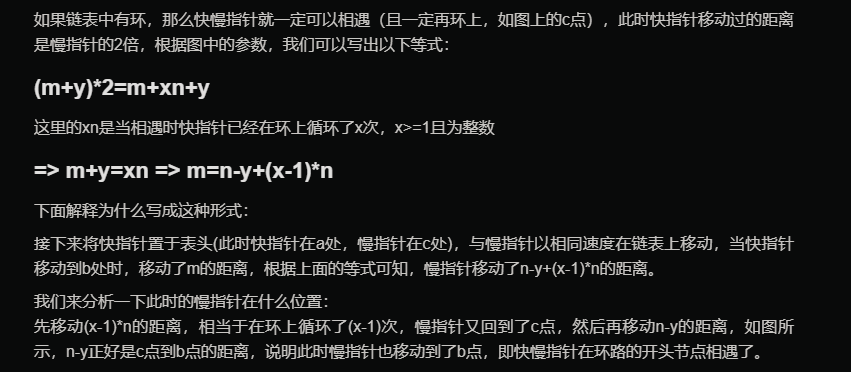 如果链表中有环，那么快慢指针就一定可以相遇（且一定再环上，如图上的c点），此时快指针移动过的距离
是慢指针的2倍，根据图中的参数，我们可以写出以下等式：
(m+y)*2=m+xn+y
这里的xn是当相遇时快指针已经在环上循环了x次，x>=1且为整数
=> m+y=xn => m=n-y+(x-1)*n
下面解释为什么写成这种形式：
接下来将快指针置于表头(此时快指针在a处，慢指针在c处)，与慢指针以相同速度在链表上移动，当快指针
移动到b处时，移动了m的距离，根据上面的等式可知，慢指针移动了n-y+(x-1)*n的距离。
我们来分析一下此时的慢指针在什么位置：
先移动(x-1)*n的距离，相当于在环上循环了(x-1)次，慢指针又回到了c点，然后再移动n-y的距离，如图所
示，n-y正好是c点到b点的距离，说明此时慢指针也移动到了b点，即快慢指针在环路的开头节点相遇了。